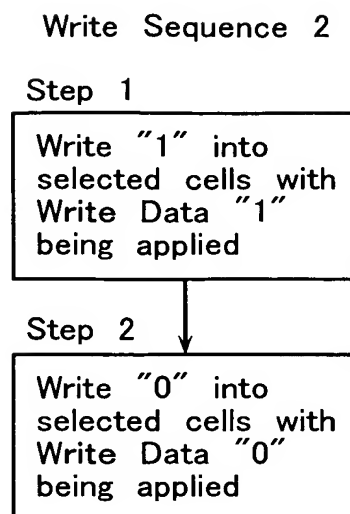 Write Sequence 2
Step 1
Write "1" into
selected cells with
Write Data "1"
being applied
Step 2
Write "0" into
selected cells with
Write Data "0"
being applied